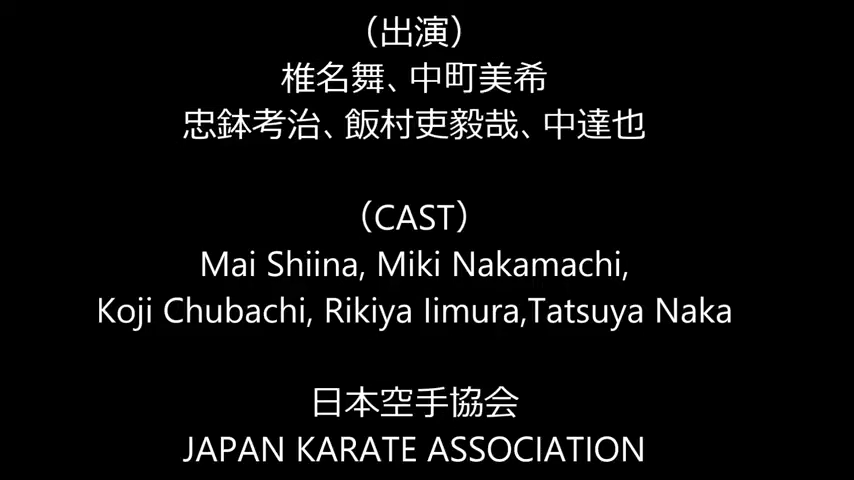 （出演）
椎名舞、中町美希
忠鉢考治、飯村吏毅哉、中達也
（CAST）
Mai Shiina, Miki Nakamachi,
Koji Chubachi, Rikiya Iimura,Tatsuya Naka
日本空手協会
JAPAN KARATE ASSOCIATION